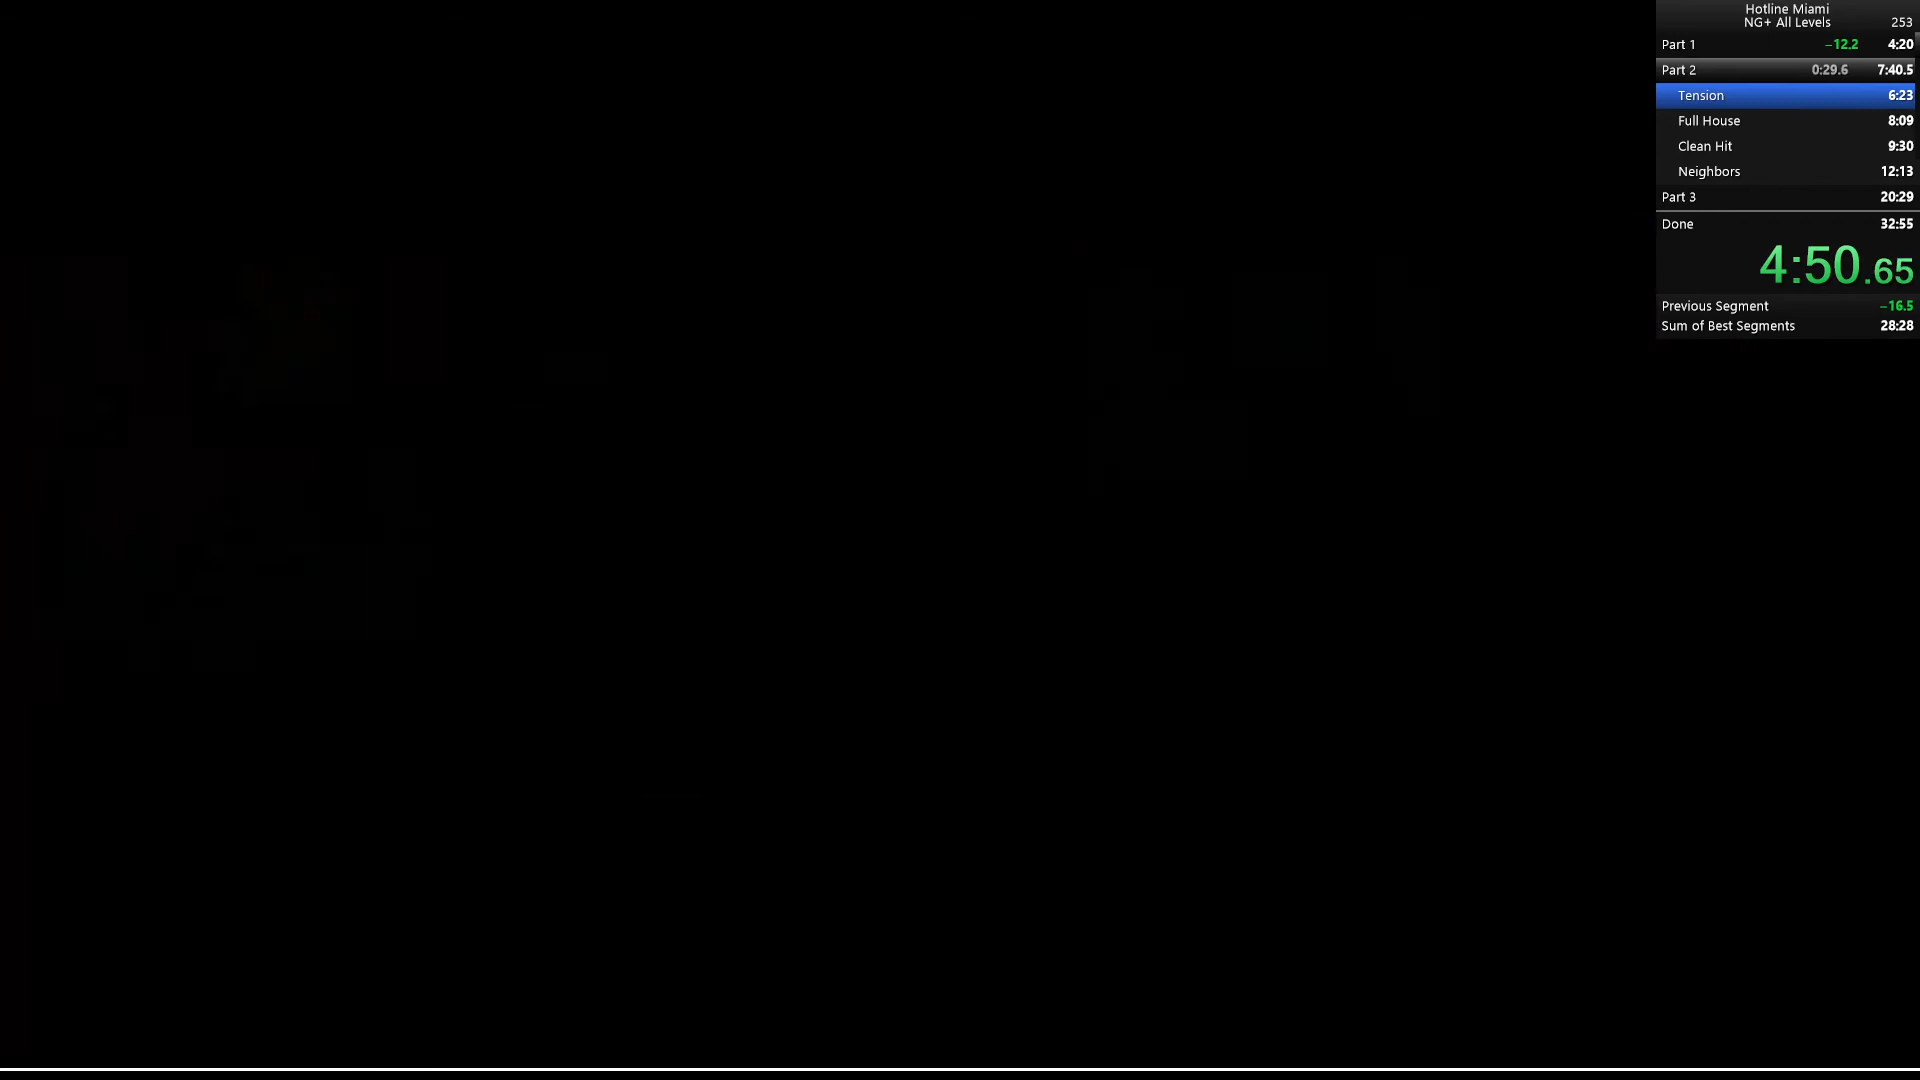 Hotline Miami
NG+ All Levels 253
Part 1 −12.2 4:20
Part 2 0:29.6 7:40.5
Tension 6:23
Full House 8:09
Clean Hit 9:30
Neighbors 12:13
Part 3 20:29
Done 32:55
4:50.65
Previous Segment −16.5
Sum of Best Segments 28:28